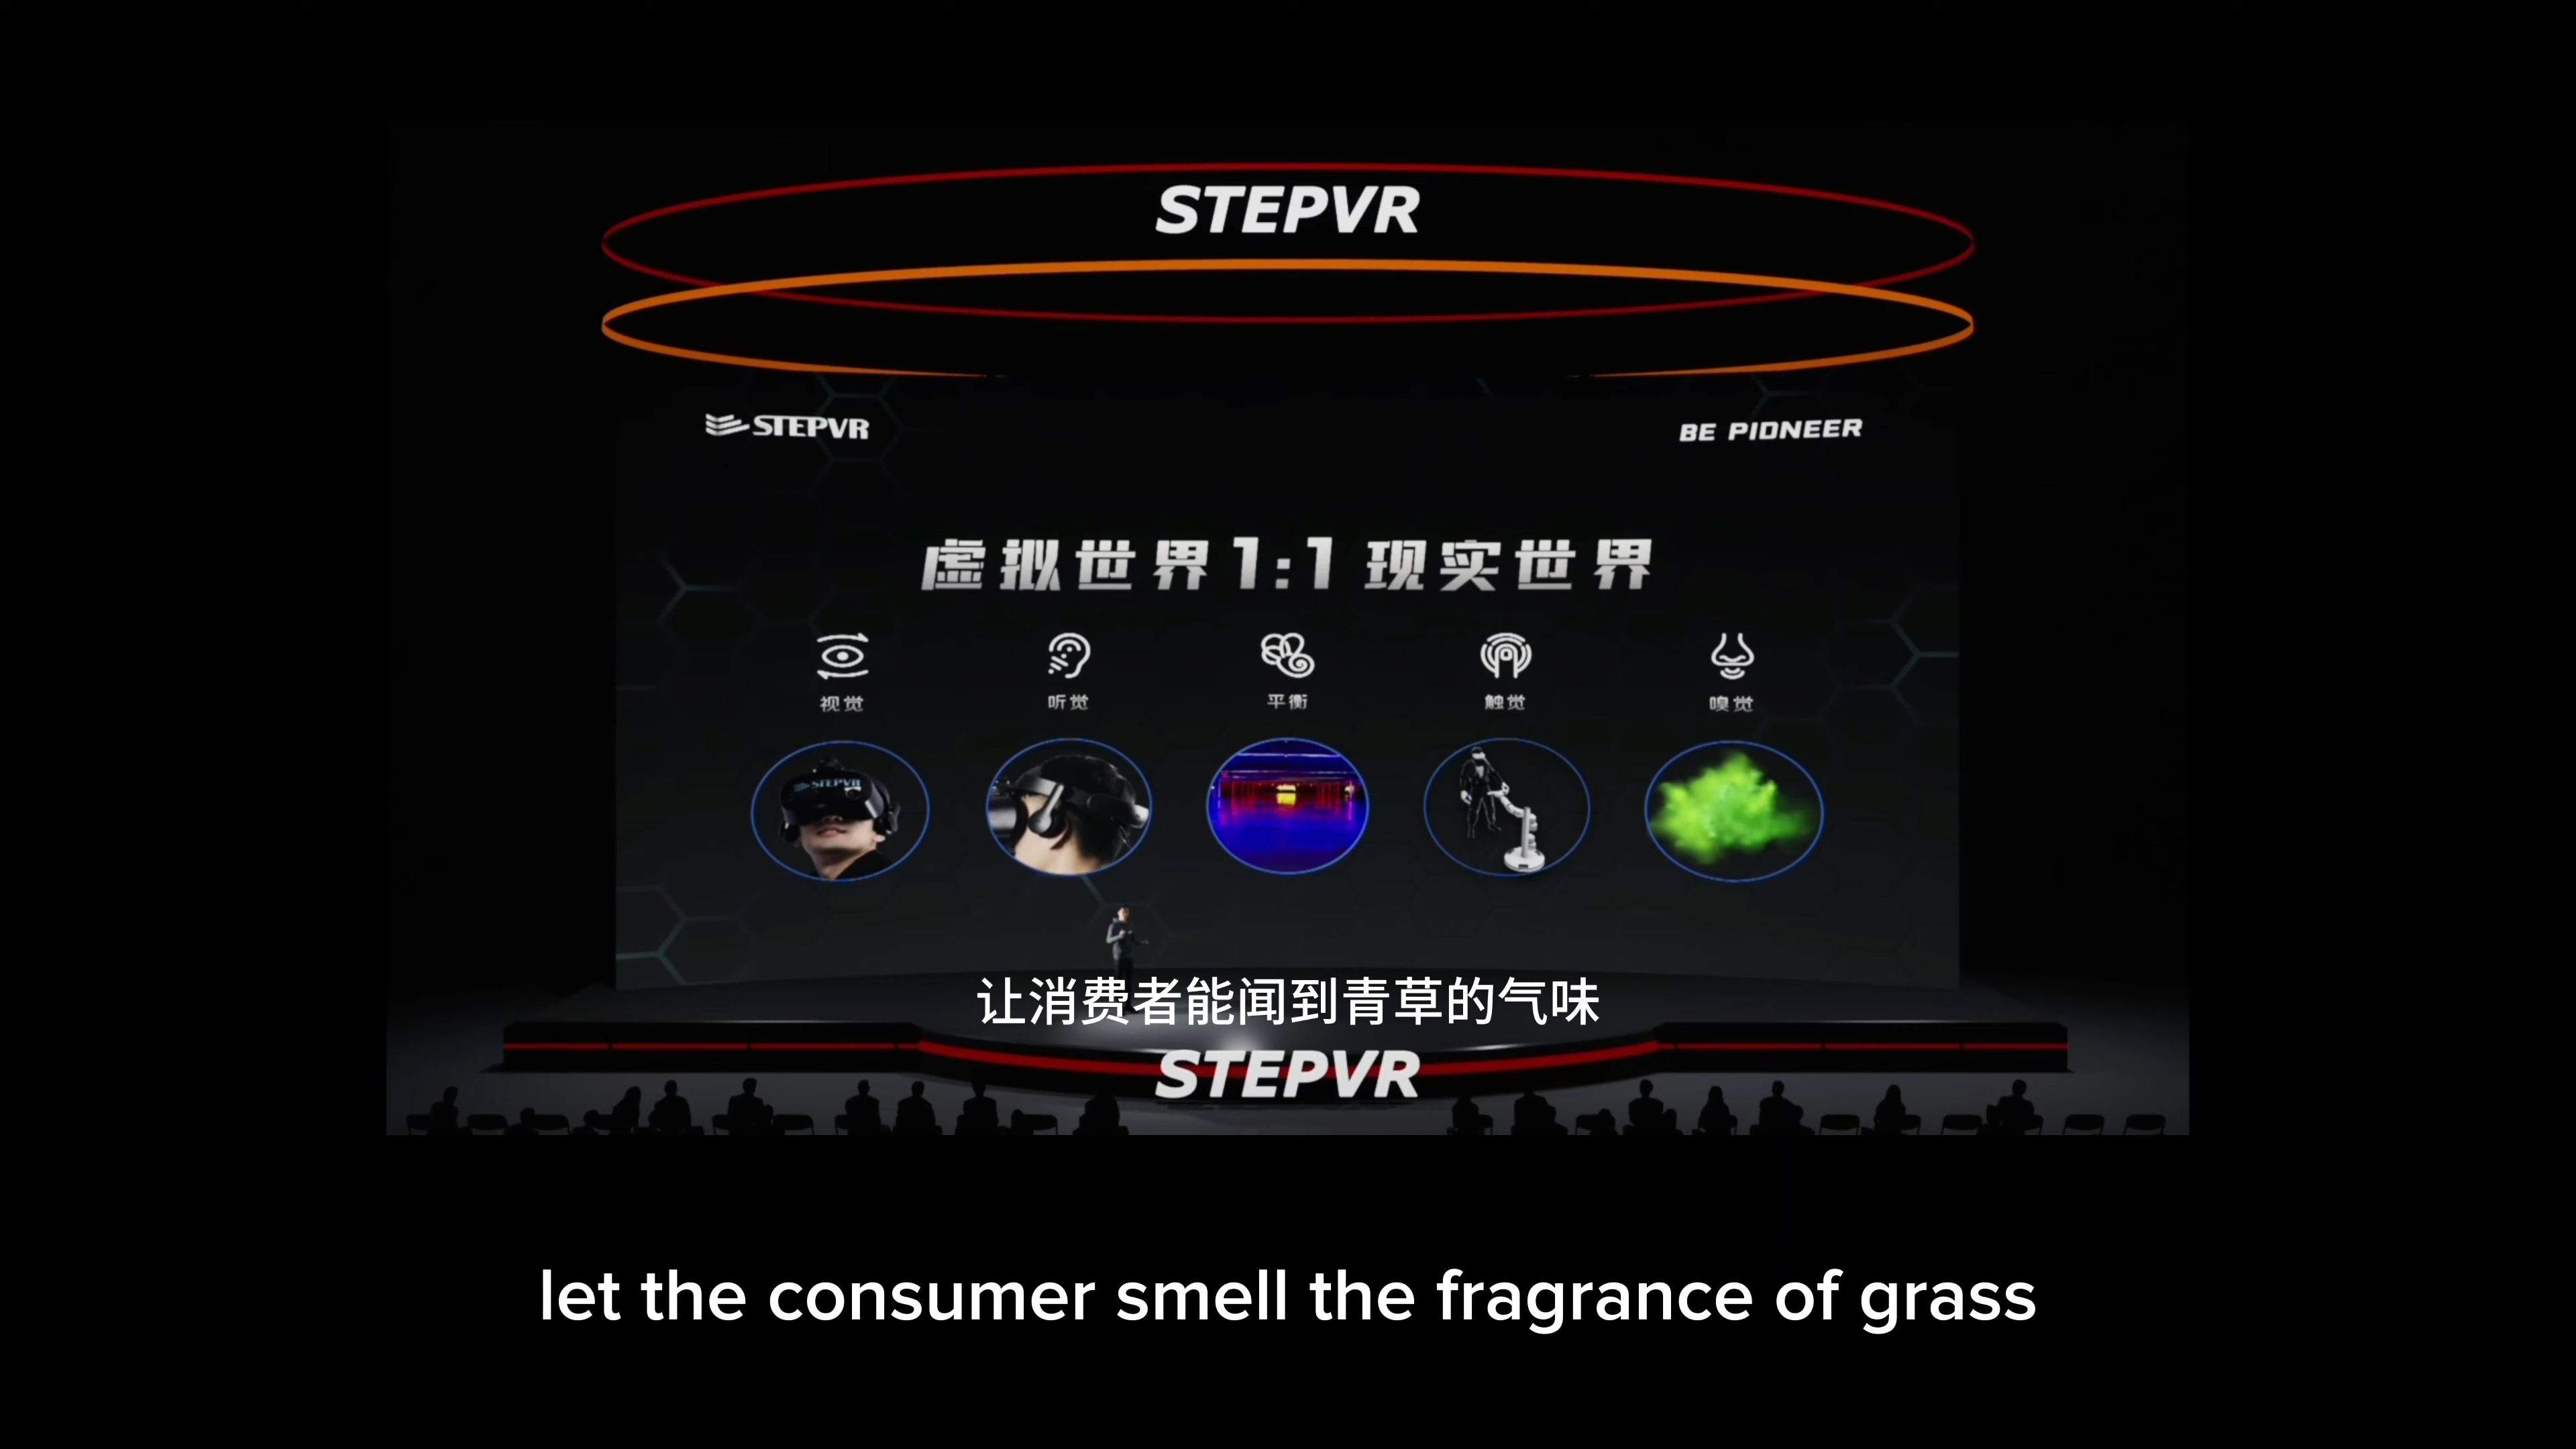 STEPVR
STEPVR
BE PIONEER
虚拟世界1:1现实世界
视觉
听觉
平衡
触觉
嗅觉
STEPVR
让消费者能闻到青草的气味
STEPVR
let the consumer smell the fragrance of grass